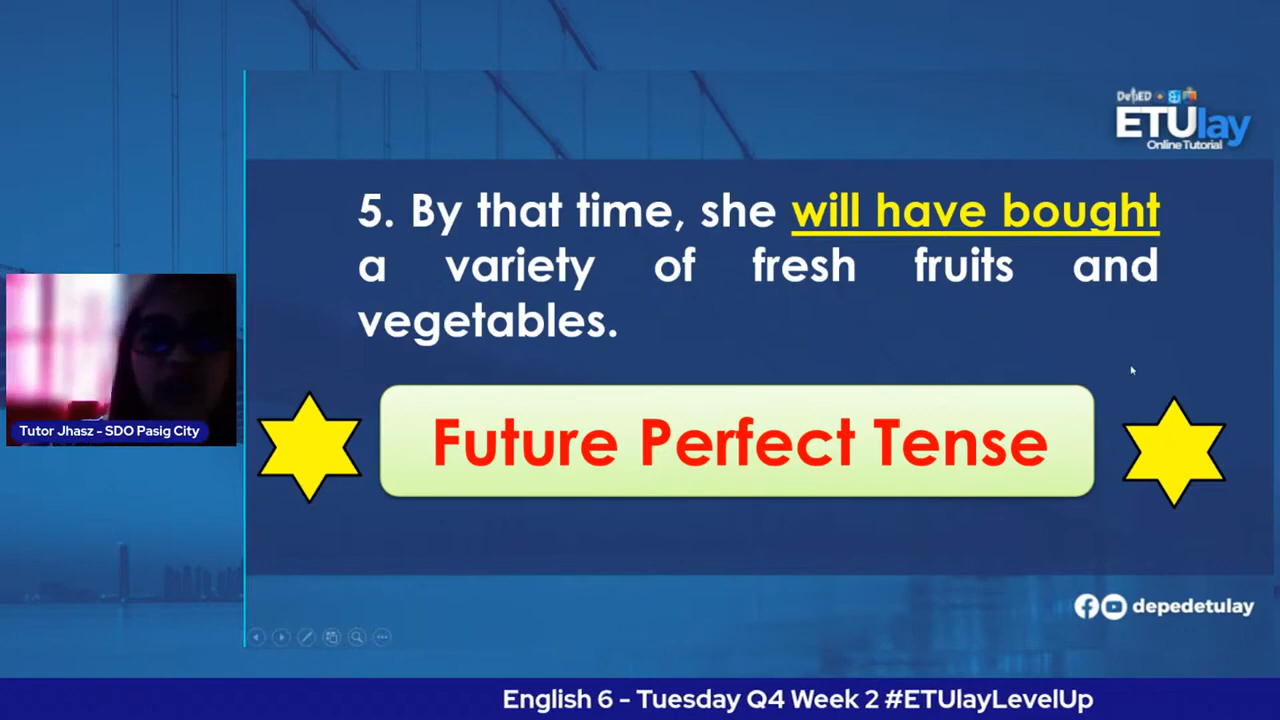 DepED
ETUlay
Online Tutorial
5. By that time, she will have bought
a variety of fresh fruits and
vegetables.
Future Perfect Tense
Tutor Jhasz - SDO Pasig City
depedetulay
English 6 - Tuesday Q4 Week 2 #ETUlayLevelUp